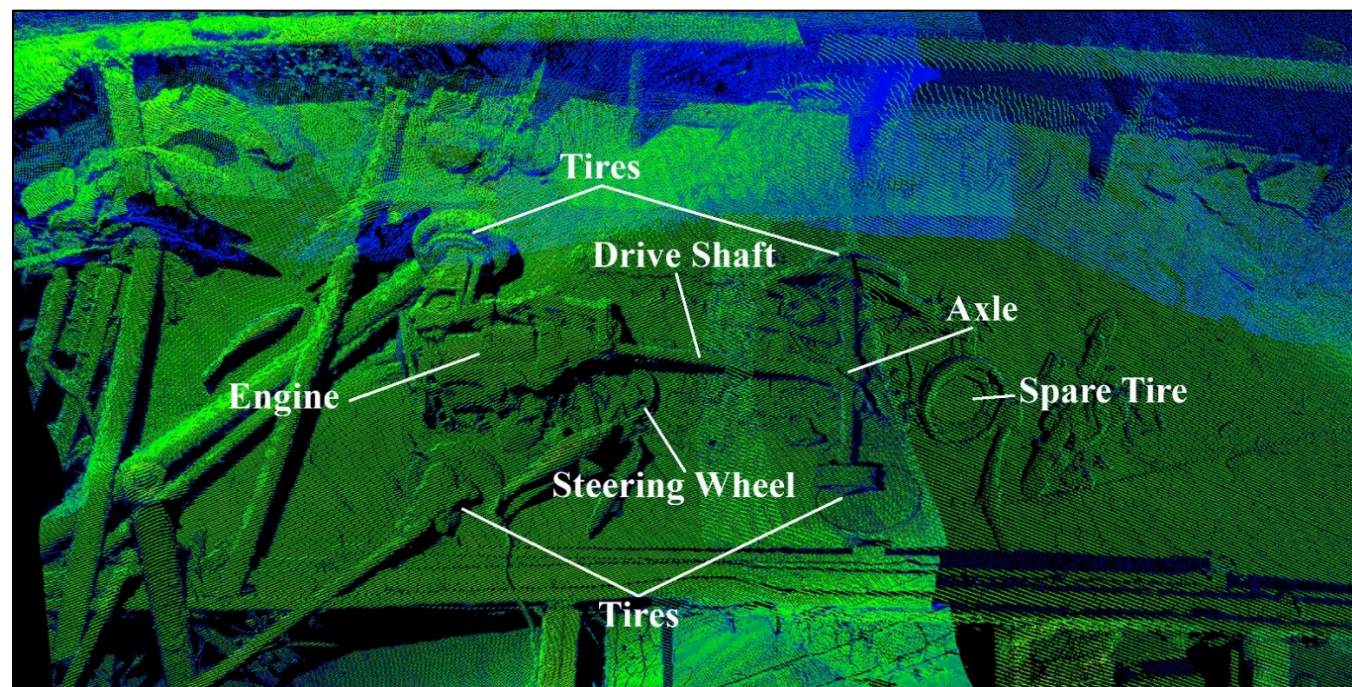 Tires
Drive Shaft
Axle
Engine
Spare Tire
Steering Wheel
Tires